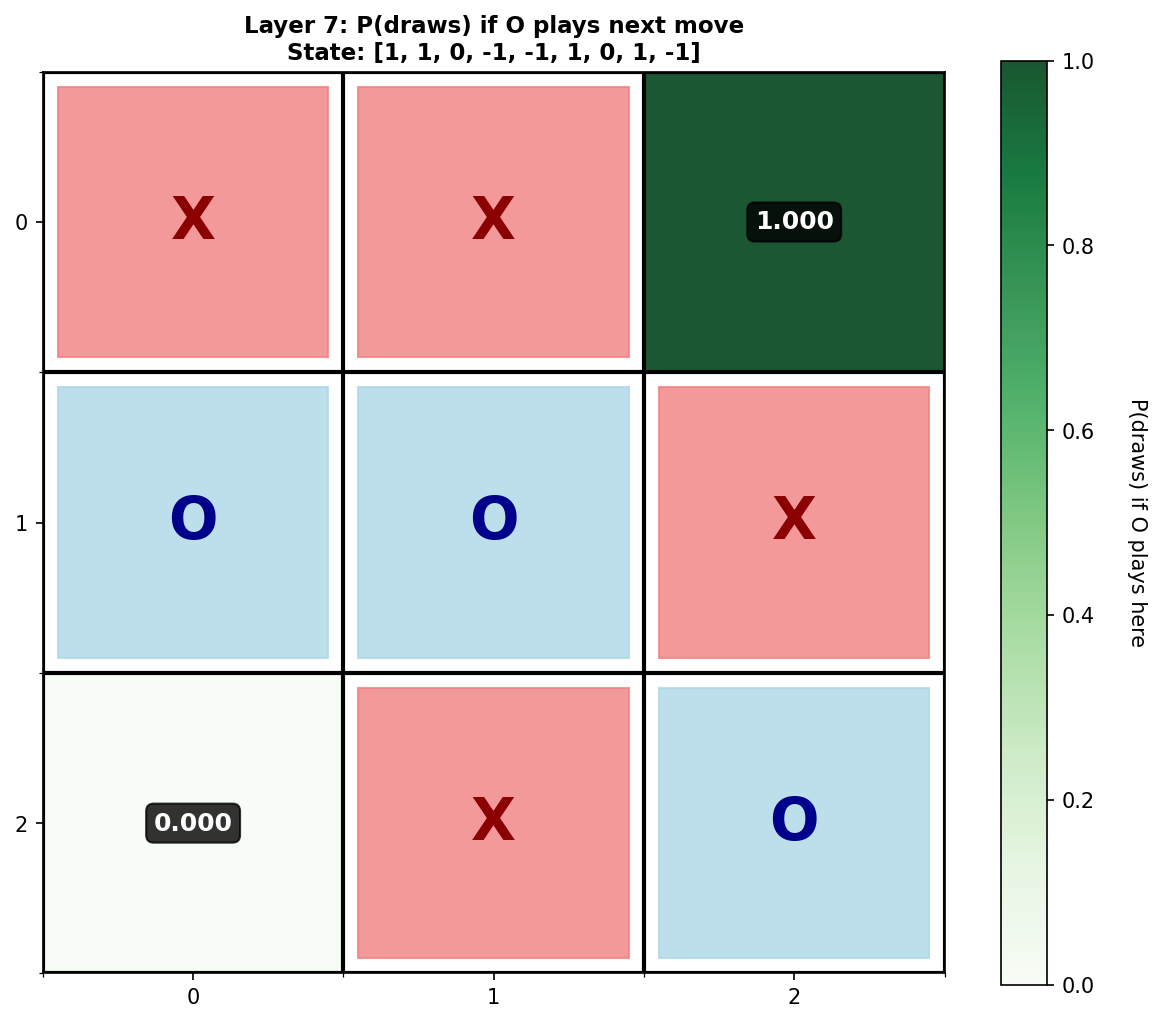 Layer 7: P(draws) if O plays next move
State: [1, 1, 0, -1, -1, 1, 0, 1, -1]
X
X
1.000
O
O
X
0.000
X
O
0
1
2
0
1
2
1.0
0.8
0.6
0.4
0.2
0.0
P(draws) if O plays here